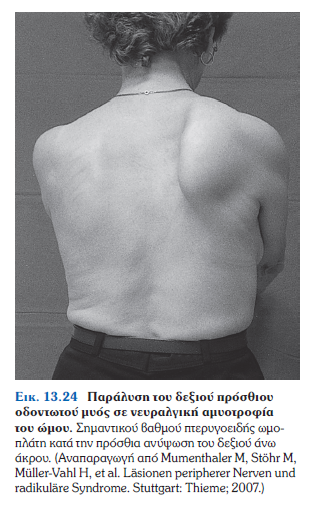 Εικ. 13.24 Παράλυση του δεξιού πρόσθιου
οδοντωτού μυός σε νευραλγική αμυοτροφία
του ώμου. Σημαντικού βαθμού πτερυγοειδής ωμο-
πλάτη κατά την πρόσθια ανύψωση του δεξιού άνω
άκρου. (Αναπαραγωγή από Mumenthaler M, Stöhr M,
Müller-Vahl H, et al. Läsionen peripherer Nerven und
radikuläre Syndrome. Stuttgart: Thieme; 2007.)